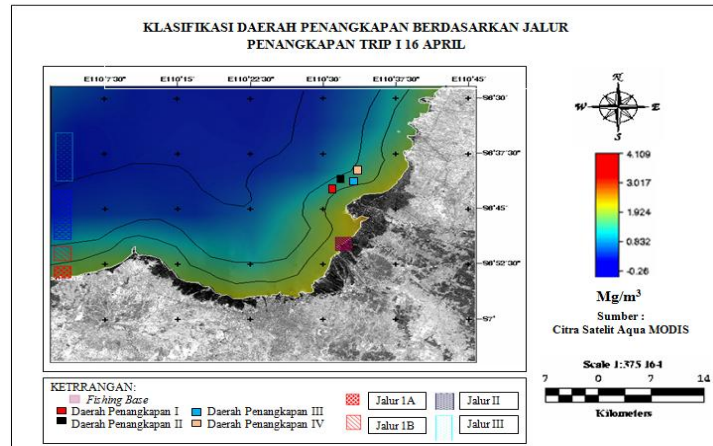 KLASIFIKASI DAERAH PENANGKAPAN BERDASARKAN JALUR
PENANGKAPAN TRIP I 16 APRIL
E110°7'30" E110°15' E110°22'30" E110°30' E110°37'30" E110°45'
S6°30'
S6°37'30"
S6°45'
S6°52'30"
S7°
N
W E
S
4.109
3.017
1.924
0.832
-0.26
Mg/m³
Sumber :
Citra Satelit Aqua MODIS
Scale 1:375 164
7 0 7 14
Kilometers
KETRRANGAN:
Fishing Base
Daerah Penangkapan I
Daerah Penangkapan II
Daerah Penangkapan III
Daerah Penangkapan IV
Jalur 1A
Jalur 1B
Jalur II
Jalur III